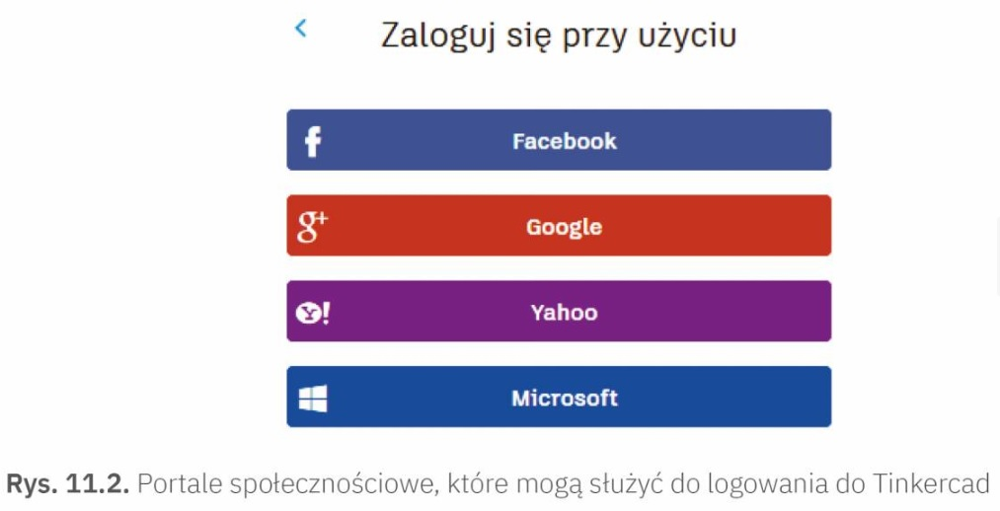 Zaloguj się przy użyciu
f Facebook
g+ Google
Y! Yahoo
Microsoft
Rys. 11.2. Portale społecznościowe, które mogą służyć do logowania do Tinkercad